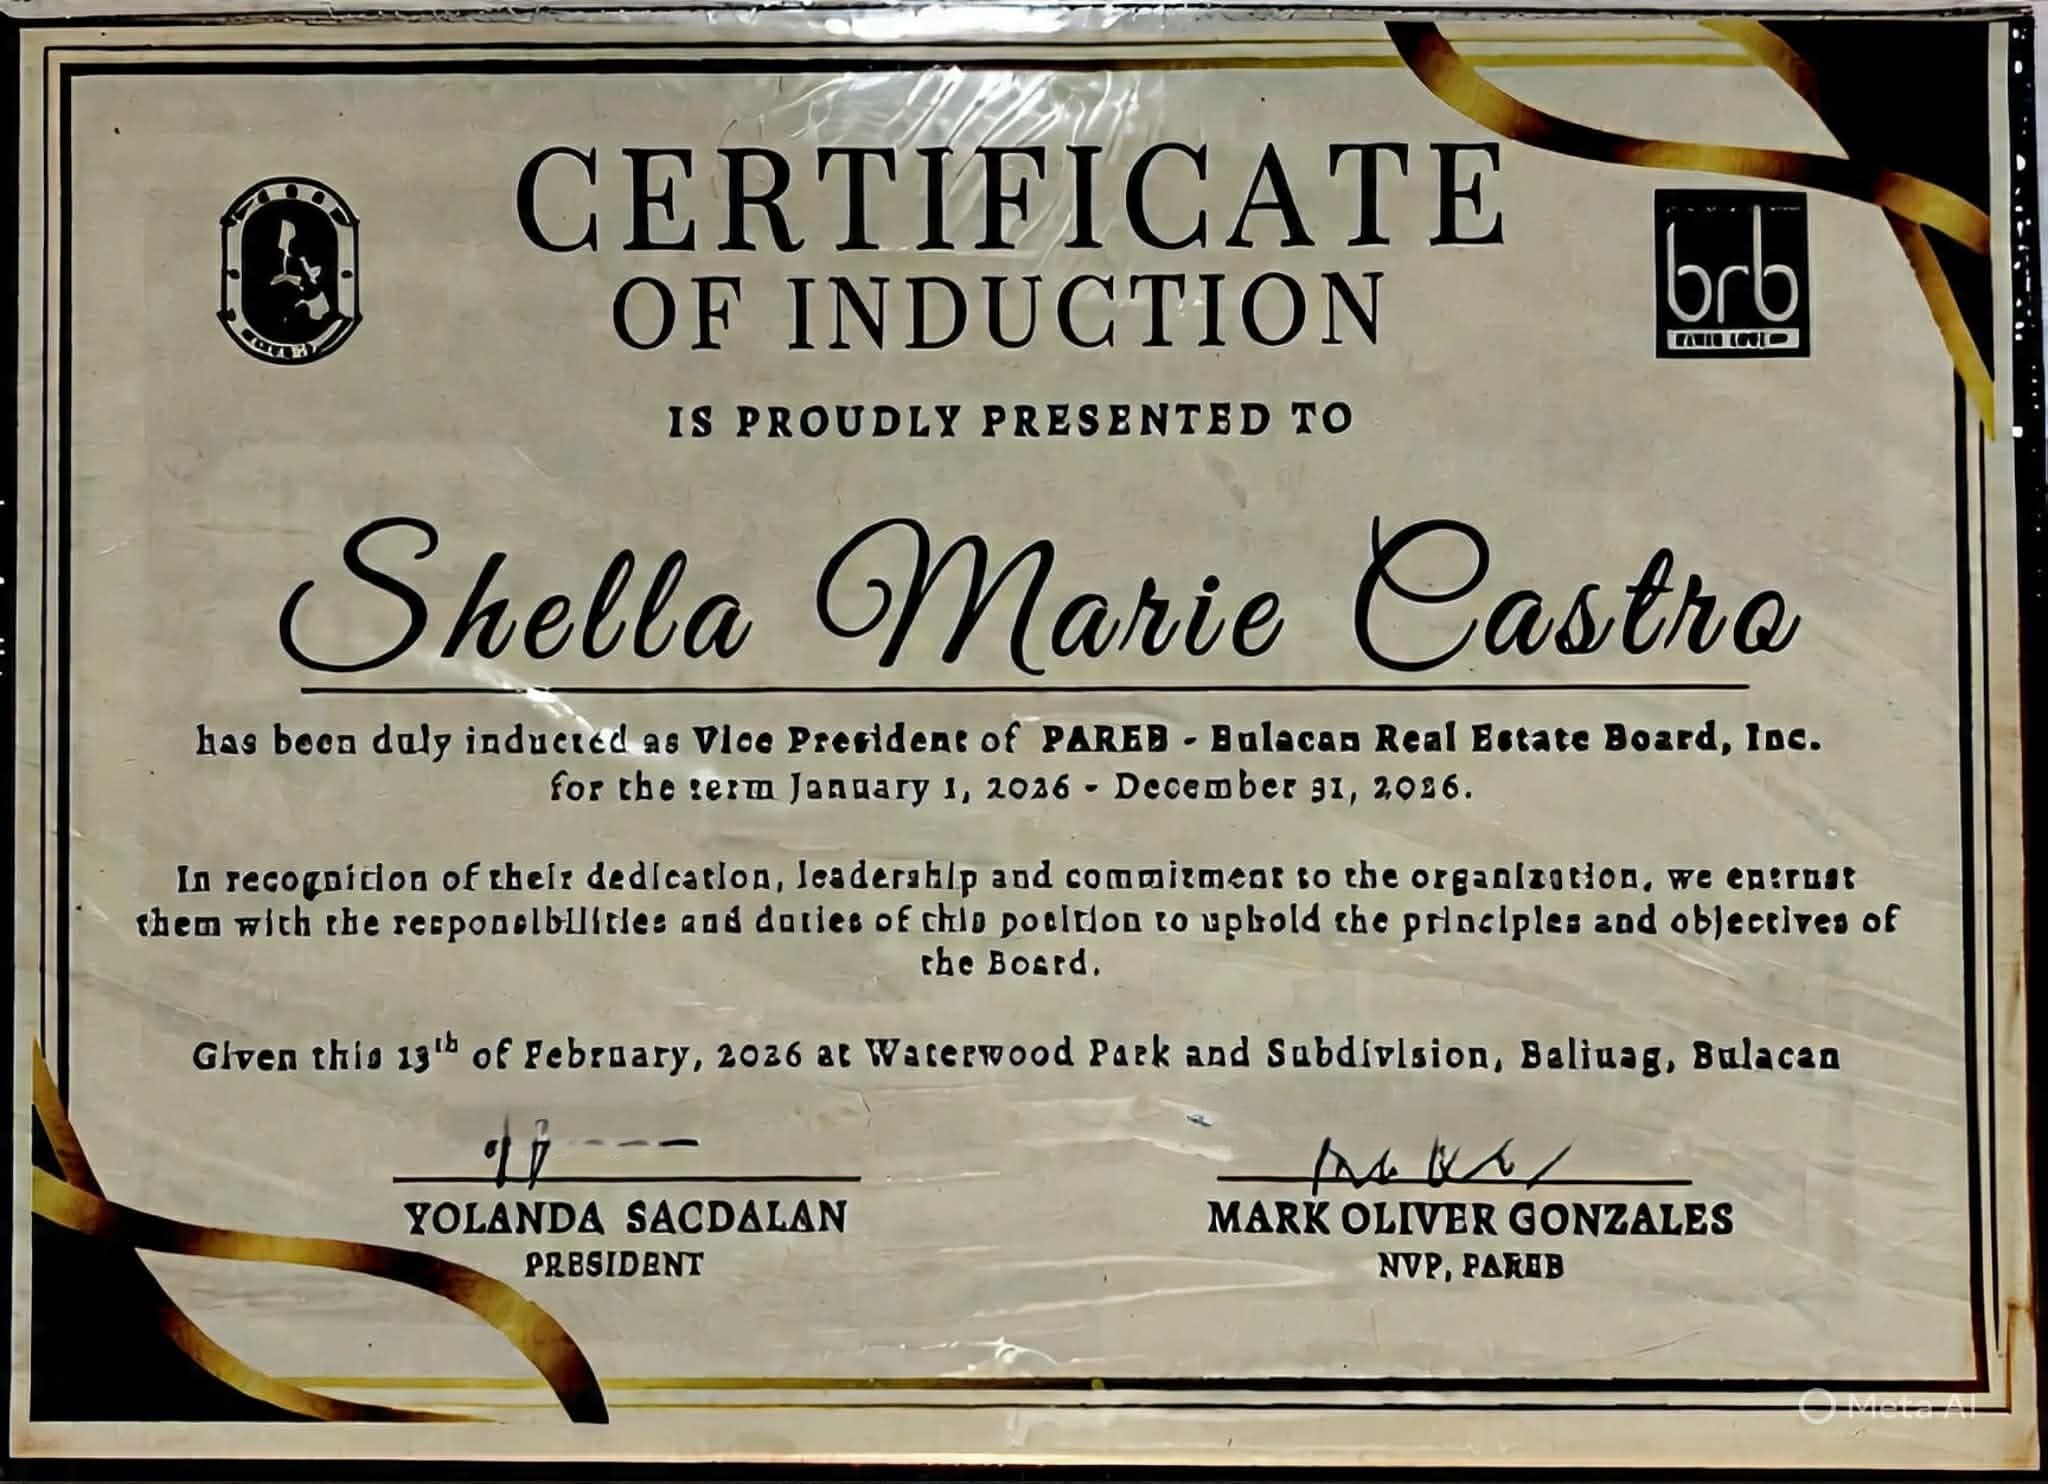 CERTIFICATE
OF INDUCTION
brb
IS PROUDLY PRESENTED TO
Shella Marie Castro
has been duly inducted as Vice President of PAREB - Bulacan Real Estate Board, Inc.
for the term January 1, 2026 - December 31, 2026.
In recognition of their dedication, leadership and commitment to the organization, we entrust
them with the responsibilities and duties of this position to uphold the principles and objectives of
the Board.
Given this 13th of February, 2026 at Waterwood Park and Subdivision, Baliuag, Bulacan
YOLANDA SACDALAN
MARK OLIVER GONZALES
PRESIDENT
NVP, PAREB
Meta AI